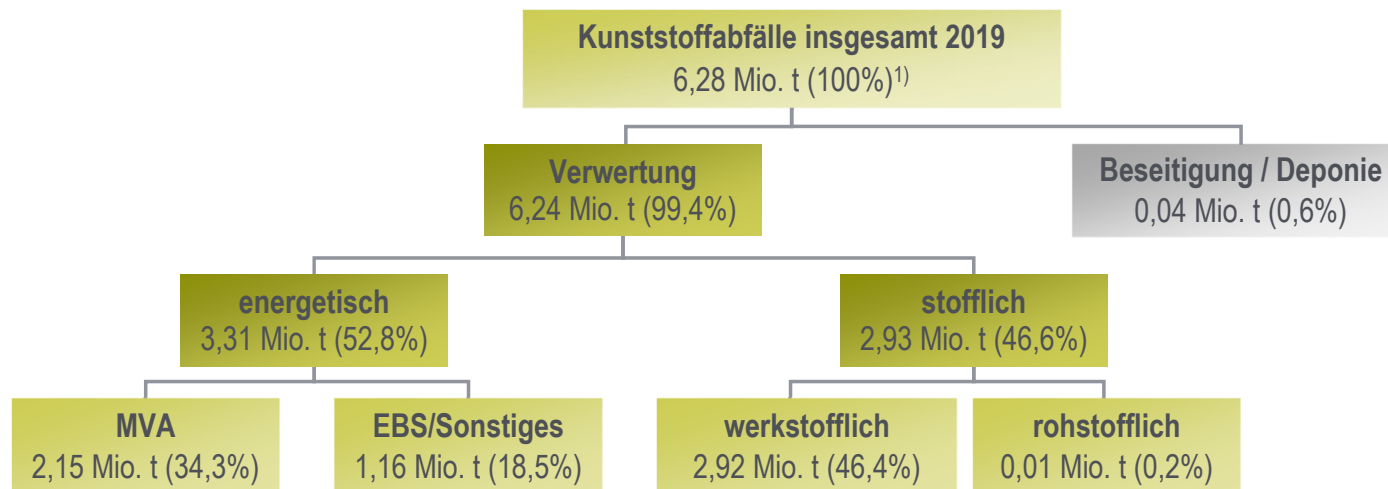 Kunststoffabfälle insgesamt 2019
6,28 Mio. t (100%)1)
Verwertung
6,24 Mio. t (99,4%)
Beseitigung / Deponie
0,04 Mio. t (0,6%)
energetisch
3,31 Mio. t (52,8%)
stofflich
2,93 Mio. t (46,6%)
MVA
2,15 Mio. t (34,3%)
EBS/Sonstiges
1,16 Mio. t (18,5%)
werkstofflich
2,92 Mio. t (46,4%)
rohstofflich
0,01 Mio. t (0,2%)